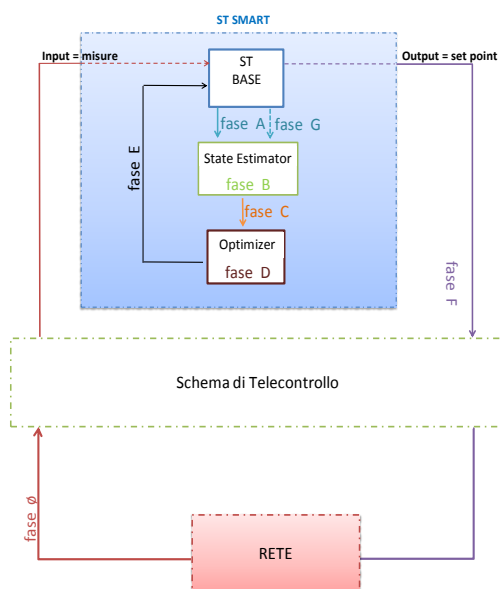 ST SMART
Input = misure
Output = set point
ST
BASE
fase A
fase G
fase E
State Estimator
fase B
fase C
Optimizer
fase D
fase F
Schema di Telecontrollo
fase ø
RETE